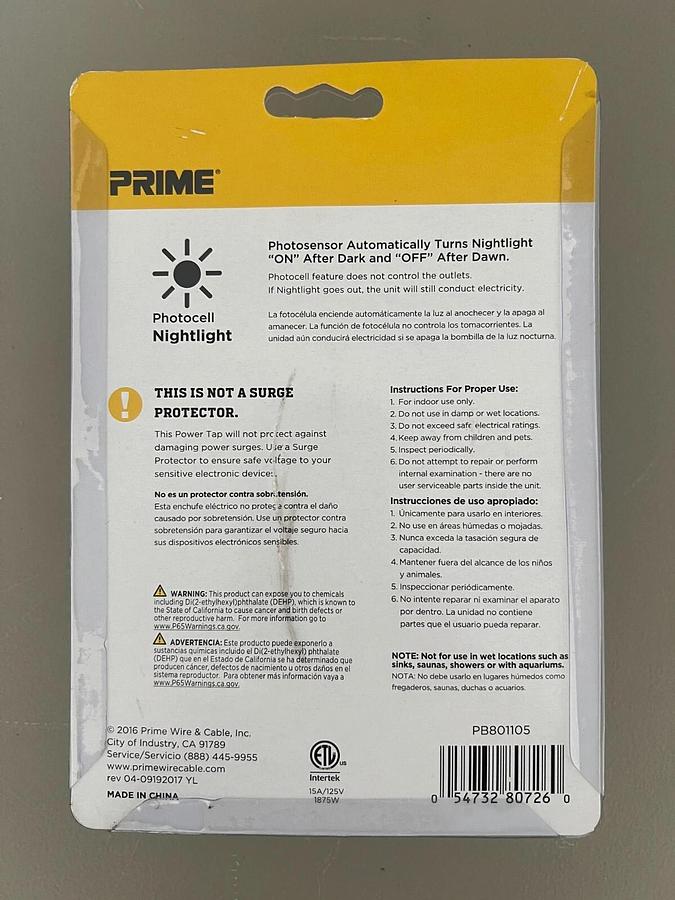 PRIME®
Photocell
Nightlight
Photosensor Automatically Turns Nightlight
“ON” After Dark and “OFF” After Dawn.
Photocell feature does not control the outlets.
If Nightlight goes out, the unit will still conduct electricity.
La fotocélula enciende automáticamente la luz al anochecer y la apaga al
amanecer. La función de fotocélula no controla los tomacorrientes. La
unidad aún conducirá electricidad si se apaga la bombilla de la luz nocturna.
THIS IS NOT A SURGE
PROTECTOR.
This Power Tap will not protect against
damaging power surges. Use a Surge
Protector to ensure safe voltage to your
sensitive electronic devices.
No es un protector contra sobretensión.
Esta enchufe eléctrico no protega contra el daño
causado por sobretensión. Use un protector contra
sobretensión para garantizar el voltaje seguro hacia
sus dispositivos electrónicos sensibles.
WARNING: This product can expose you to chemicals
including Di(2-ethylhexyl)phthalate (DEHP), which is known to
the State of California to cause cancer and birth defects or
other reproductive harm. For more information go to
www.P65Warnings.ca.gov.
ADVERTENCIA: Este producto puede exponerlo a
sustancias químicas incluido el Di(2-ethylhexyl) phthalate
(DEHP) que en el Estado de California se ha determinado que
producen cáncer, defectos de nacimiento u otros daños en el
sistema reproductor. Para obtener más información vaya a
www.P65Warnings.ca.gov.
Instructions For Proper Use:
1. For indoor use only.
2. Do not use in damp or wet locations.
3. Do not exceed safe electrical ratings.
4. Keep away from children and pets.
5. Inspect periodically.
6. Do not attempt to repair or perform
internal examination - there are no
user serviceable parts inside the unit.
Instrucciones de uso apropiado:
1. Únicamente para usarlo en interiores.
2. No use en áreas húmedas o mojadas.
3. Nunca exceda la tasación segura de
capacidad.
4. Mantener fuera del alcance de los niños
y animales.
5. Inspeccionar periódicamente.
6. No intente reparar ni examinar el aparato
por dentro. La unidad no contiene
partes que el usuario pueda reparar.
NOTE: Not for use in wet locations such as
sinks, saunas, showers or with aquariums.
NOTA: No debe usarlo en lugares húmedos como
fregaderos, saunas, duchas o acuarios.
© 2016 Prime Wire & Cable, Inc.
City of Industry, CA 91789
Service/Servicio (888) 445-9955
www.primewirecable.com
rev 04-09192017 YL
MADE IN CHINA
ETL
us
Intertek
15A/125V
1875W
PB801105
0 54732 80726 0